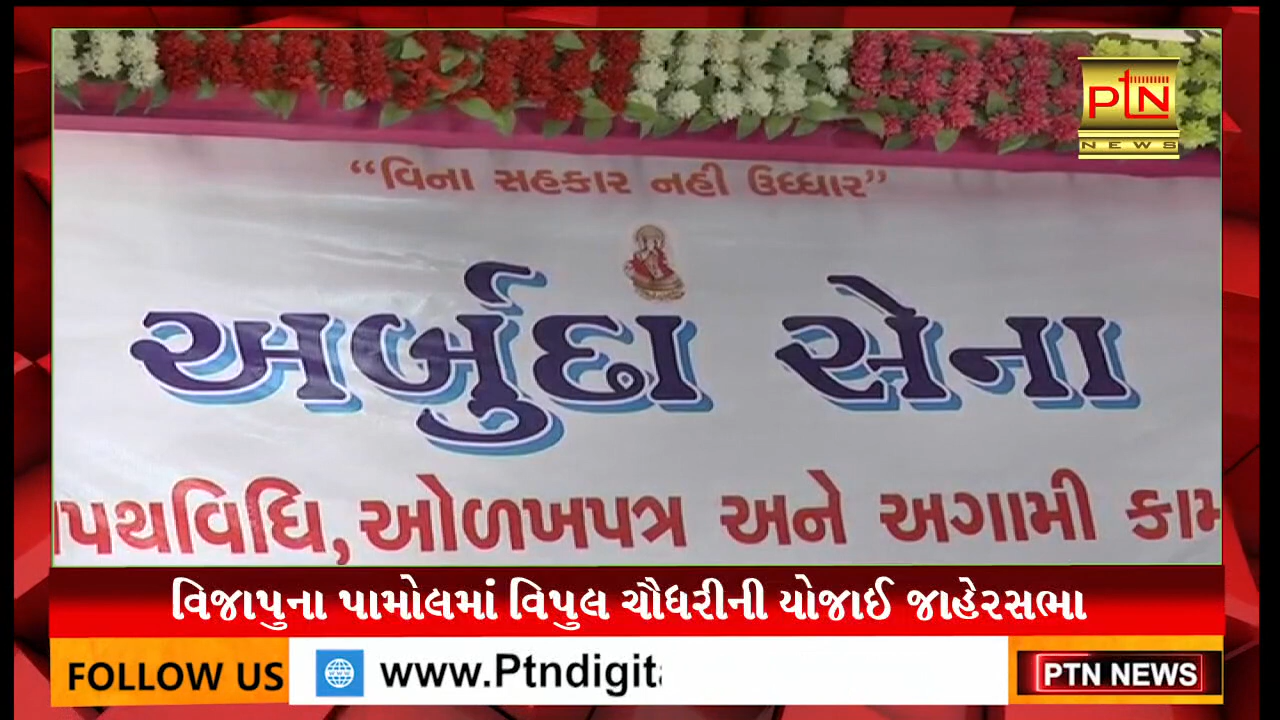 PTN
NEWS
“વિના સહકાર નહી ઉધ્ધાર”
અર્બુદા સેના
પથવિધિ, ઓળખપત્ર અને અગામી કામ
વિજાપુના પામોલમાં વિપુલ ચૌધરીની યોજાઈ જાહેરસભા
FOLLOW US www.Ptndigit PTN NEWS